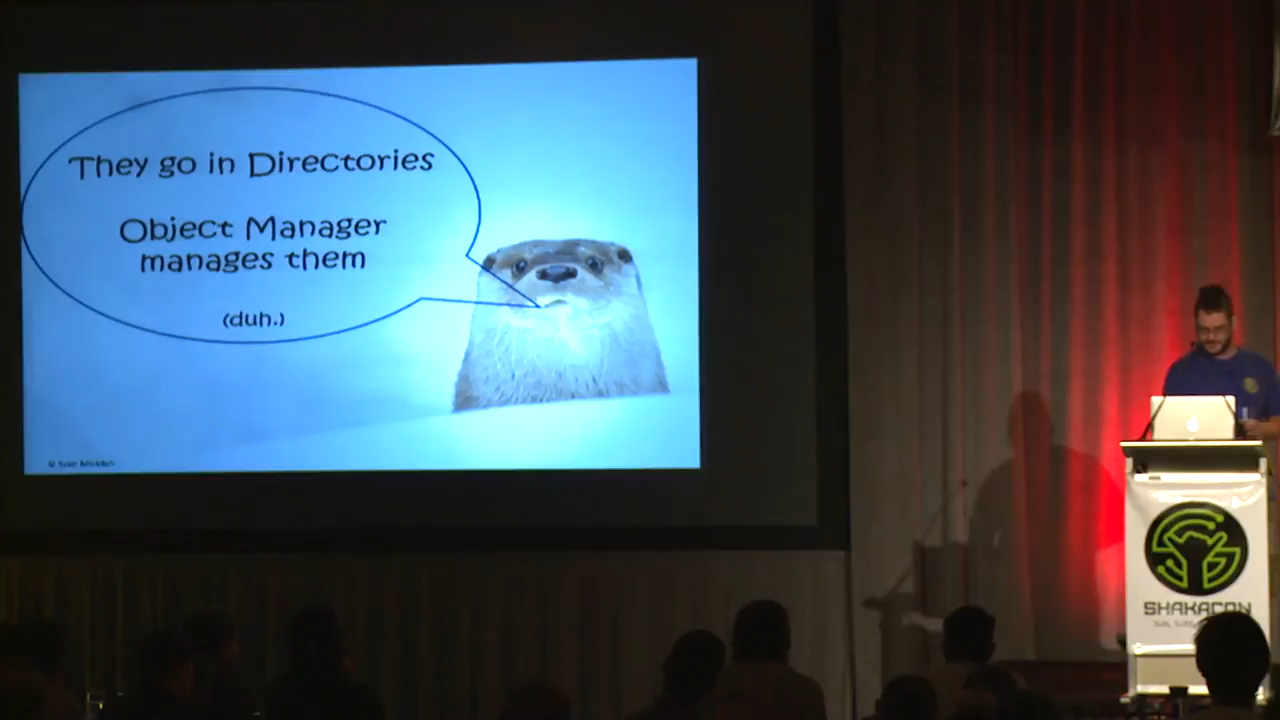 They go in Directories
Object Manager
manages them
(duh.)
SHAKACON